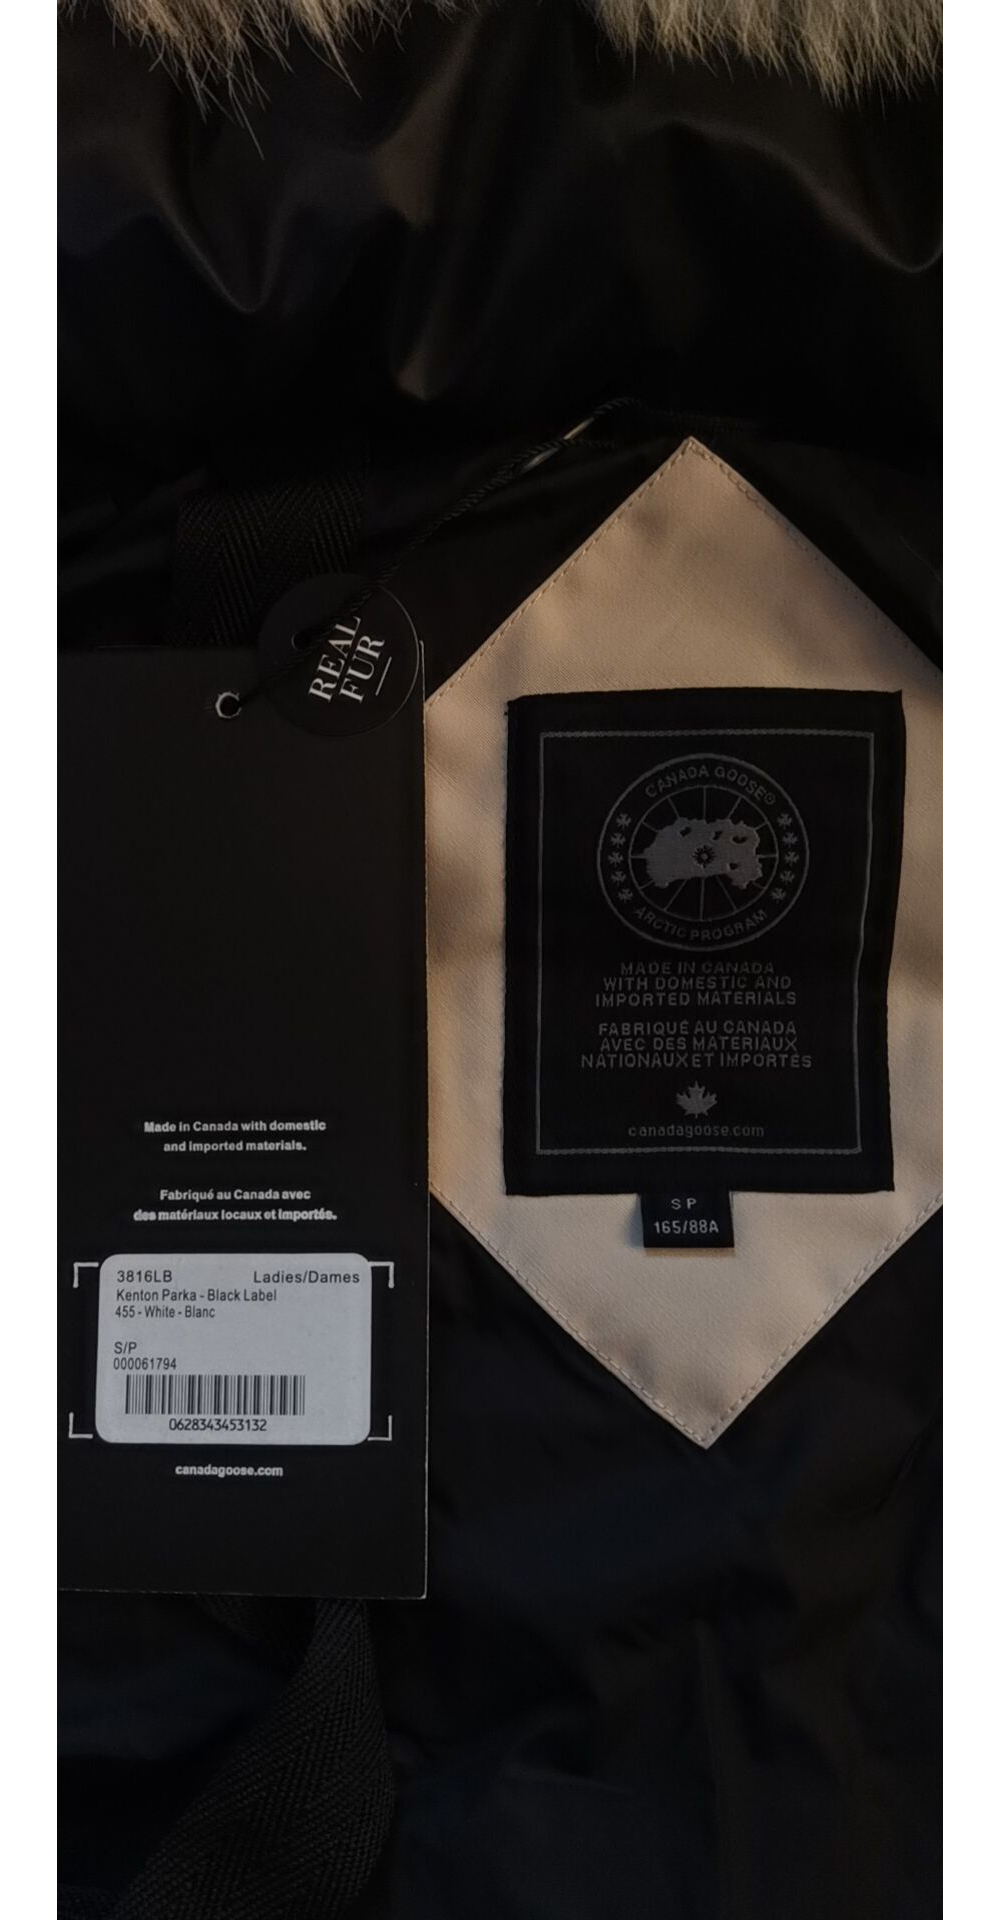 REAL
FUR
Made in Canada with domestic
and imported materials.
Fabriqué au Canada avec
des matériaux locaux et importés.
3816LB Ladies/Dames
Kenton Parka - Black Label
455 - White - Blanc
S/P
000061794
0628343453132
canadagoose.com
CANADA GOOSE®
ARCTIC PROGRAM
MADE IN CANADA
WITH DOMESTIC AND
IMPORTED MATERIALS
FABRIQUÉ AU CANADA
AVEC DES MATÉRIAUX
NATIONAUX ET IMPORTÉS
canadagoose.com
S P
165/88A